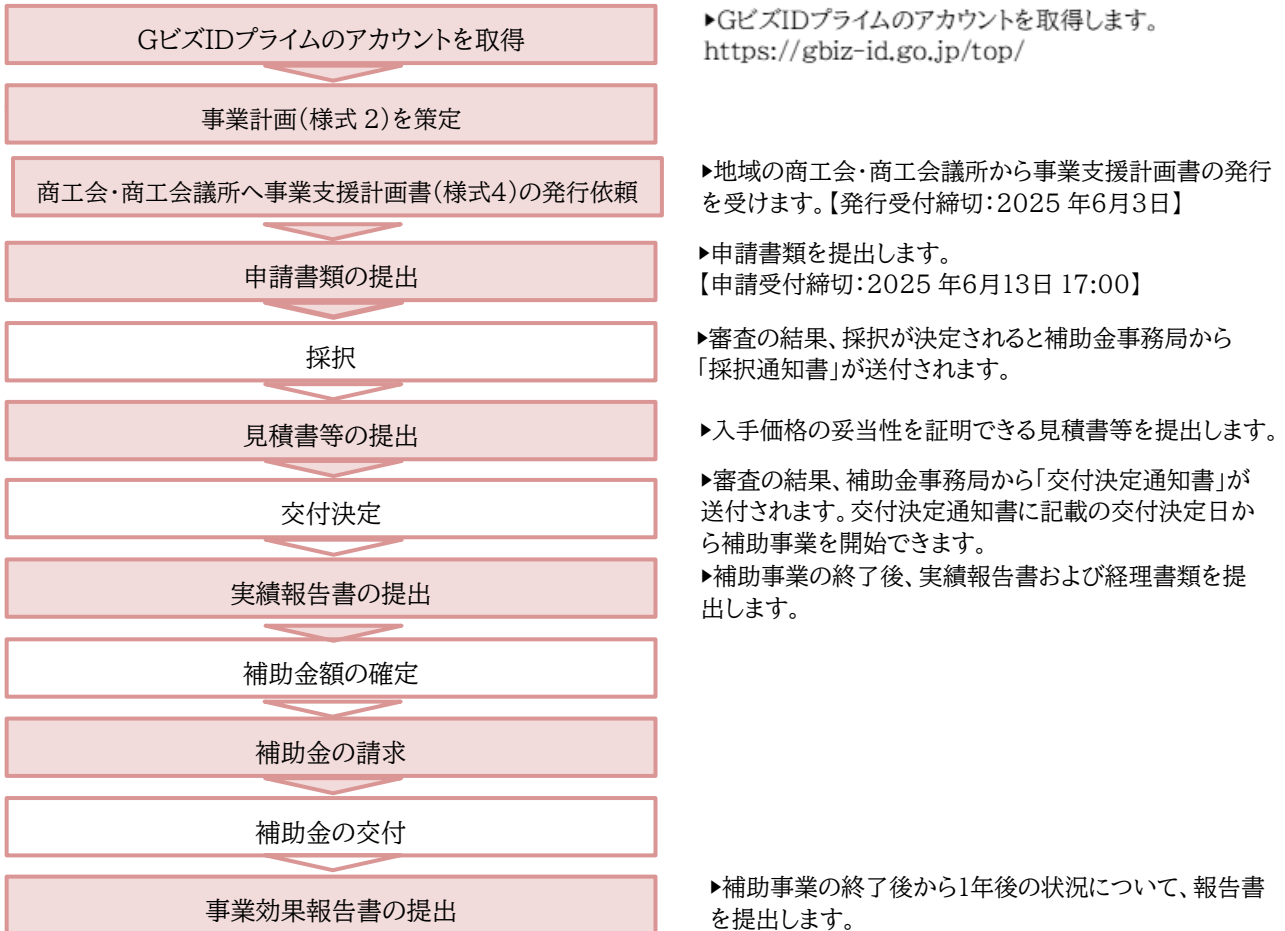 GビズIDプライムのアカウントを取得
▶GビズIDプライムのアカウントを取得します。
https://gbiz-id.go.jp/top/
事業計画(様式 2)を策定
商工会・商工会議所へ事業支援計画書(様式4)の発行依頼
▶地域の商工会・商工会議所から事業支援計画書の発行
を受けます。【発行受付締切:2025 年6月3日】
申請書類の提出
▶申請書類を提出します。
【申請受付締切:2025 年6月13日 17:00】
採択
▶審査の結果、採択が決定されると補助金事務局から
「採択通知書」が送付されます。
見積書等の提出
▶入手価格の妥当性を証明できる見積書等を提出します。
交付決定
▶審査の結果、補助金事務局から「交付決定通知書」が
送付されます。交付決定通知書に記載の交付決定日か
ら補助事業を開始できます。
実績報告書の提出
▶補助事業の終了後、実績報告書および経理書類を提
出します。
補助金額の確定
補助金の請求
補助金の交付
事業効果報告書の提出
▶補助事業の終了後から1年後の状況について、報告書
を提出します。